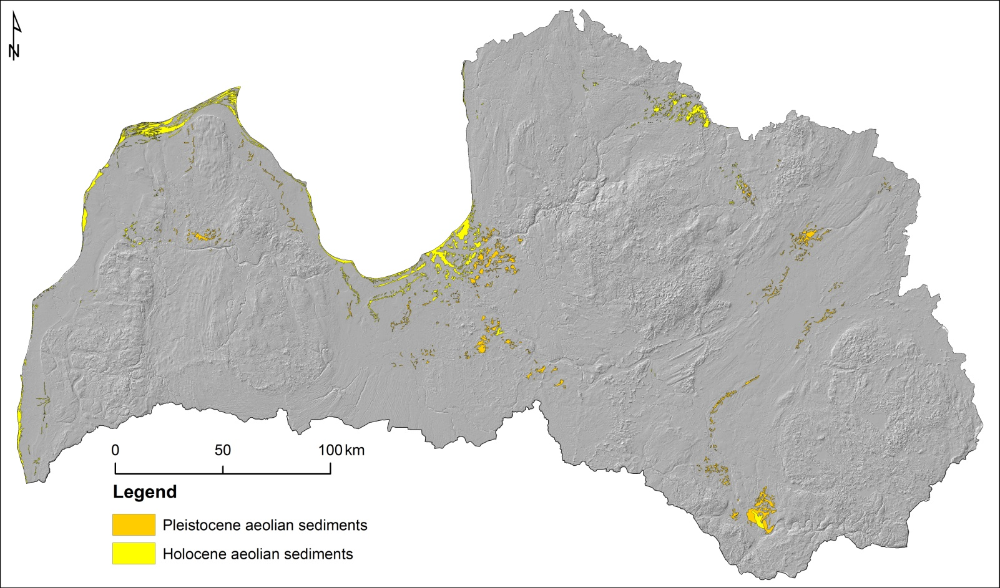 N
0 50 100 km
Legend
Pleistocene aeolian sediments
Holocene aeolian sediments